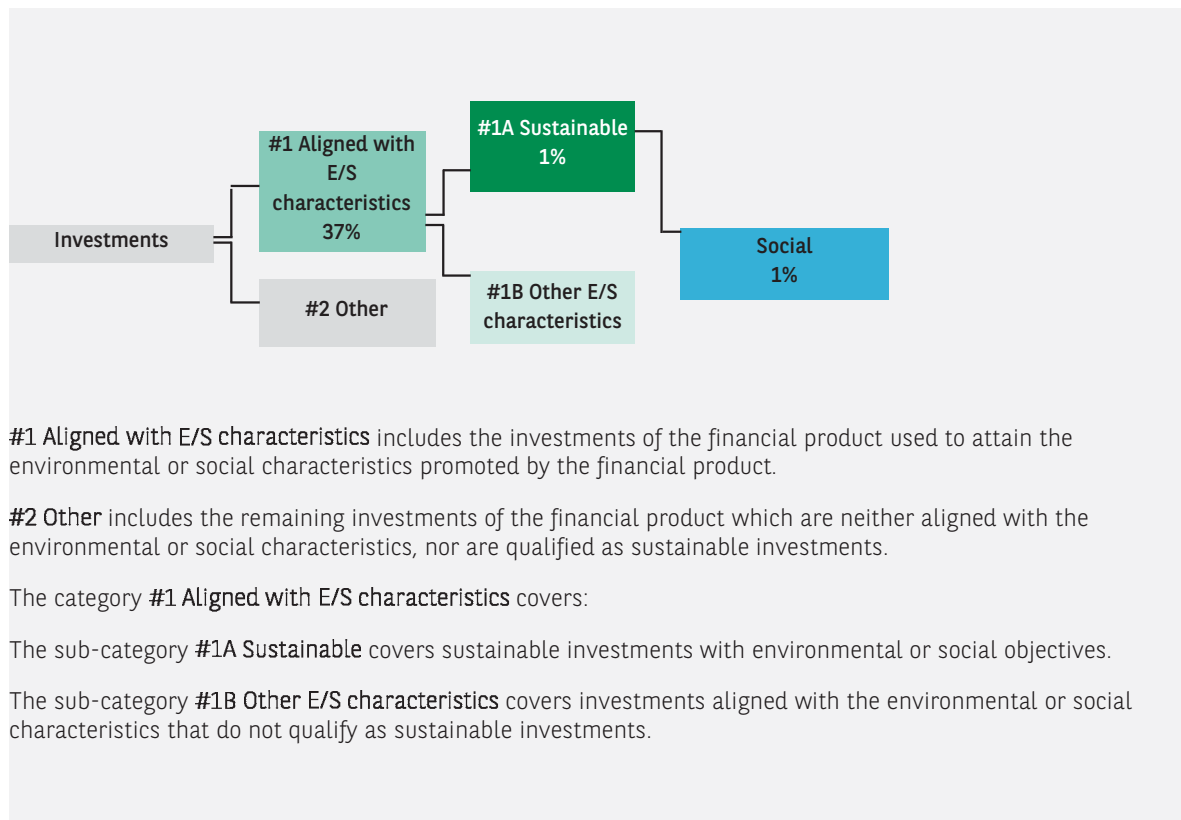 #1A Sustainable
1%
#1 Aligned with
E/S
characteristics
37%
Investments
Social
1%
#2 Other
#1B Other E/S
characteristics
#1 Aligned with E/S characteristics includes the investments of the financial product used to attain the
environmental or social characteristics promoted by the financial product.
#2 Other includes the remaining investments of the financial product which are neither aligned with the
environmental or social characteristics, nor are qualified as sustainable investments.
The category #1 Aligned with E/S characteristics covers:
The sub-category #1A Sustainable covers sustainable investments with environmental or social objectives.
The sub-category #1B Other E/S characteristics covers investments aligned with the environmental or social
characteristics that do not qualify as sustainable investments.